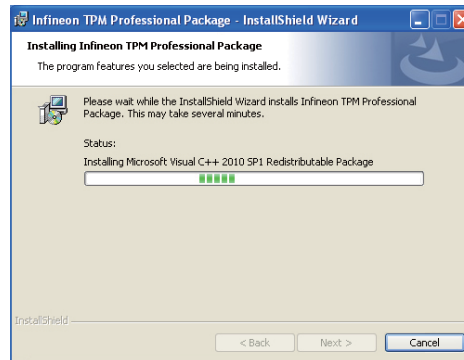 Infineon TPM Professional Package - InstallShield Wizard
Installing Infineon TPM Professional Package
The program features you selected are being installed.
Please wait while the InstallShield Wizard installs Infineon TPM Professional
Package. This may take several minutes.
Status:
Installing Microsoft Visual C++ 2010 SP1 Redistributable Package
InstallShield
< Back
Next >
Cancel